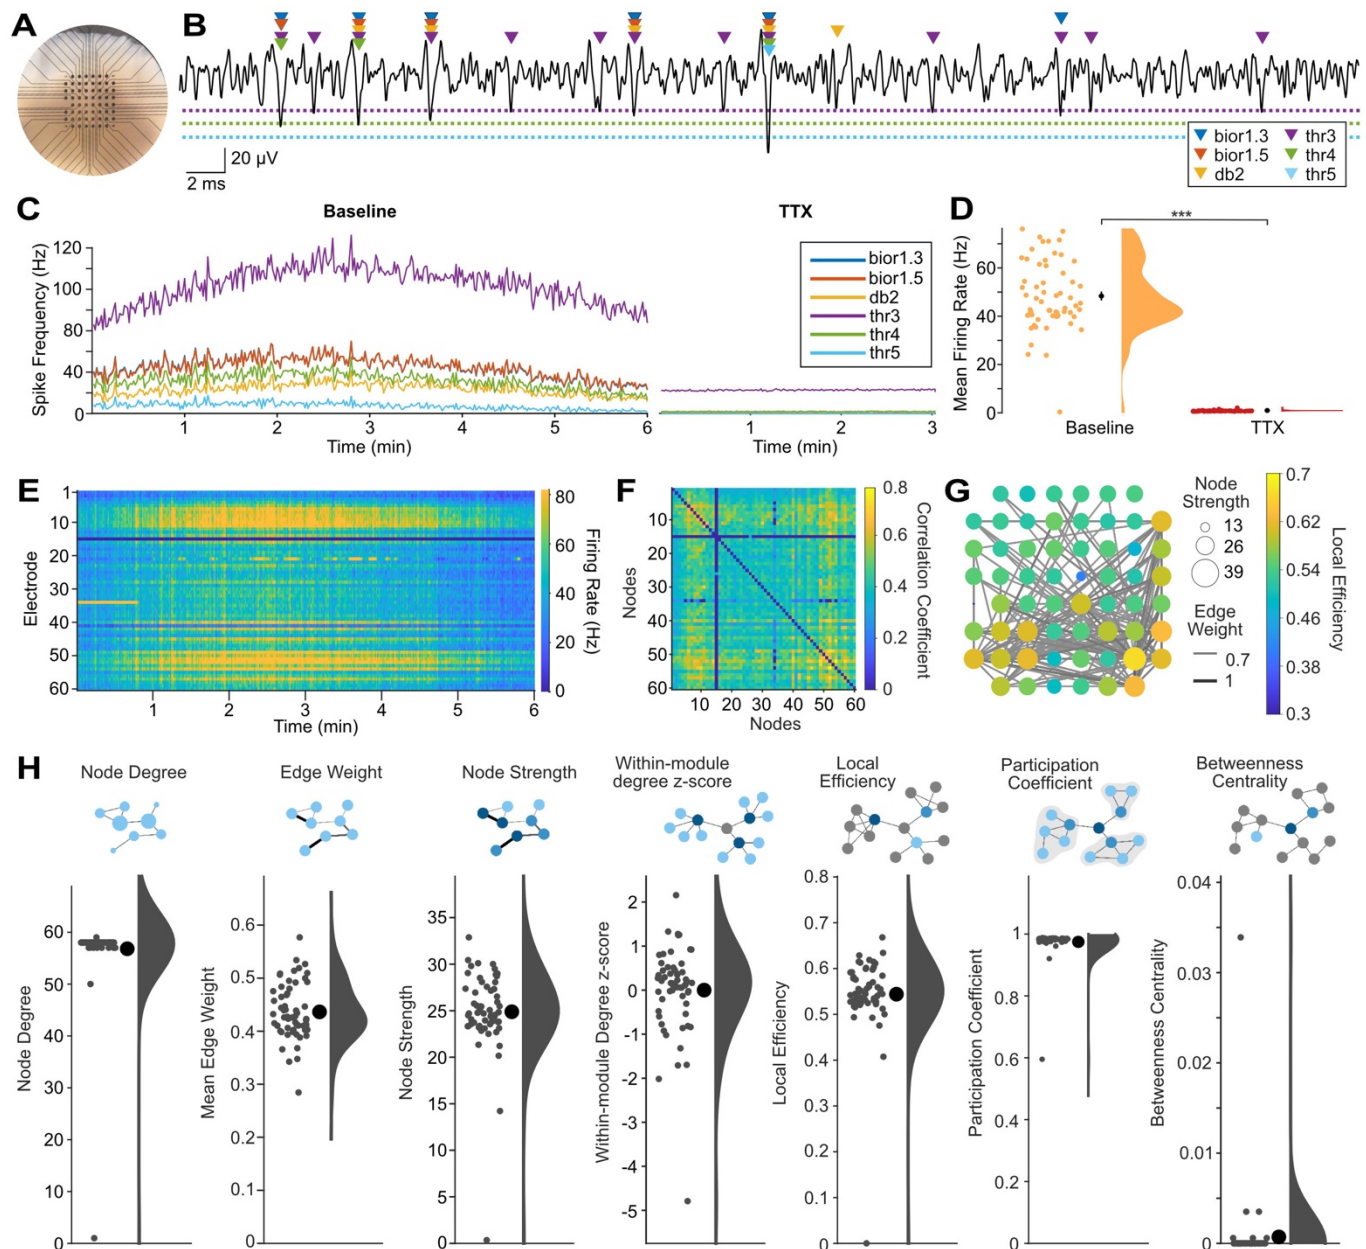 A
B
20 µV
2 ms
bior1.3
bior1.5
db2
thr3
thr4
thr5
C
Baseline
TTX
Spike Frequency (Hz)
120
100
80
40
0
1
2
3
4
5
6
Time (min)
bior1.3
bior1.5
db2
thr3
thr4
thr5
1
2
3
Time (min)
D
***
Mean Firing Rate (Hz)
60
40
20
0
Baseline
TTX
E
Electrode
1
10
20
30
40
50
60
1
2
3
4
5
6
Time (min)
80
60
40
20
0
Firing Rate (Hz)
F
Nodes
10
20
30
40
50
60
10
20
30
40
50
60
Nodes
0.8
0.6
0.4
0.2
0
Correlation Coefficient
G
Node
Strength
13
26
39
Edge
Weight
0.7
1
0.7
0.62
0.54
0.46
0.38
0.3
Local Efficiency
H
Node Degree
Node Degree
60
50
40
30
20
10
0
Edge Weight
Mean Edge Weight
0.6
0.5
0.4
0.3
0.2
0.1
0
Node Strength
Node Strength
35
30
25
20
15
10
5
0
Within-module
degree z-score
Within-module Degree z-score
2
1
0
-1
-2
-3
-4
-5
Local
Efficiency
Local Efficiency
0.8
0.7
0.6
0.5
0.4
0.3
0.2
0.1
0
Participation
Coefficient
Participation Coefficient
1
0.8
0.6
0.4
0.2
0
Betweenness
Centrality
Betweenness Centrality
0.04
0.03
0.02
0.01
0